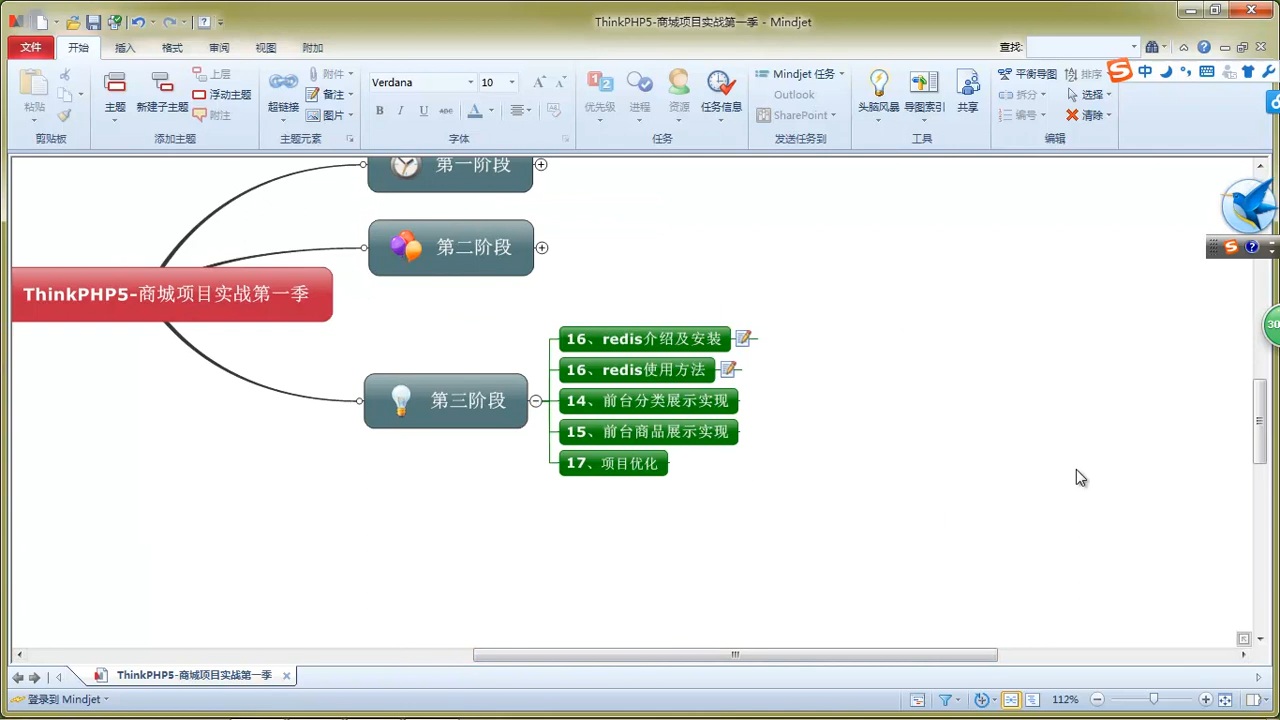 ThinkPHP5-商城项目实战第一季 - Mindjet
文件 开始 插入 格式 审阅 视图 附加 查找:
粘贴 主题 新建子主题 上层 浮动主题 附注 超链接 附件 备注 图片 Verdana 10 B I U abc A 优先级 进程 资源 任务信息 Mindjet 任务 Outlook SharePoint 头脑风暴 导图索引 共享 平衡导图 排序 拆分 选择 编号 清除 中
剪贴板 添加主题 主题元素 字体 任务 发送任务到 工具 编辑
第一阶段
第二阶段
ThinkPHP5-商城项目实战第一季
16、redis介绍及安装
16、redis使用方法
第三阶段
14、前台分类展示实现
15、前台商品展示实现
17、项目优化
30
ThinkPHP5-商城项目实战第一季
登录到 Mindjet 112%